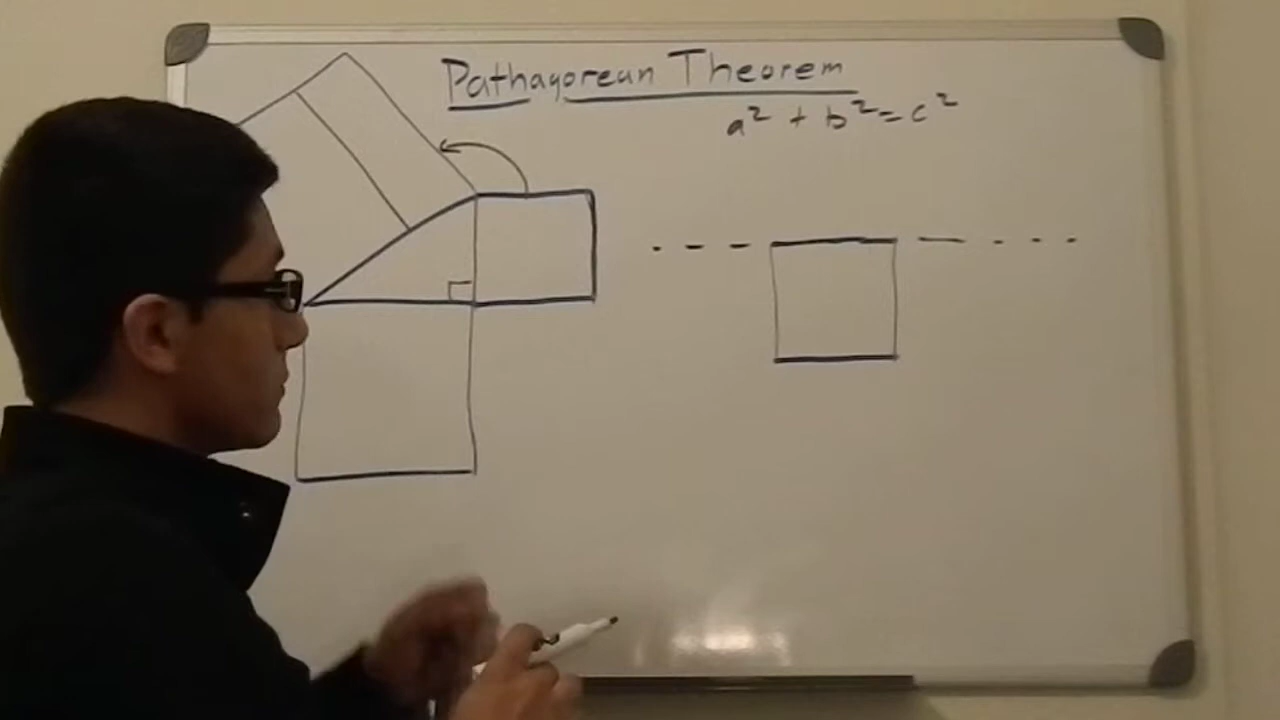 Pathagorean Theorem
a² + b² = c²